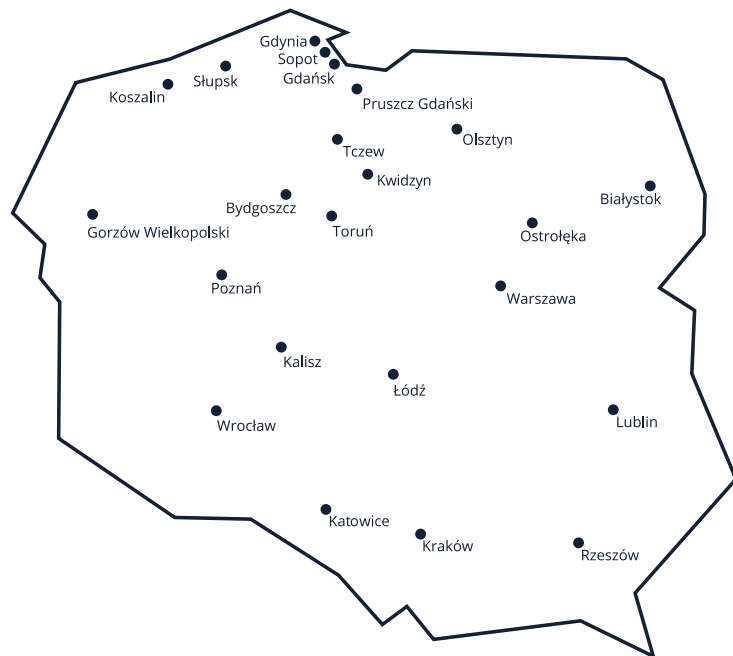 Gdynia
Sopot
Gdańsk
Słupsk
Koszalin
Pruszcz Gdański
Olsztyn
Tczew
Kwidzyn
Białystok
Bydgoszcz
Toruń
Gorzów Wielkopolski
Ostrołęka
Poznań
Warszawa
Kalisz
Łódź
Wrocław
Lublin
Katowice
Kraków
Rzeszów